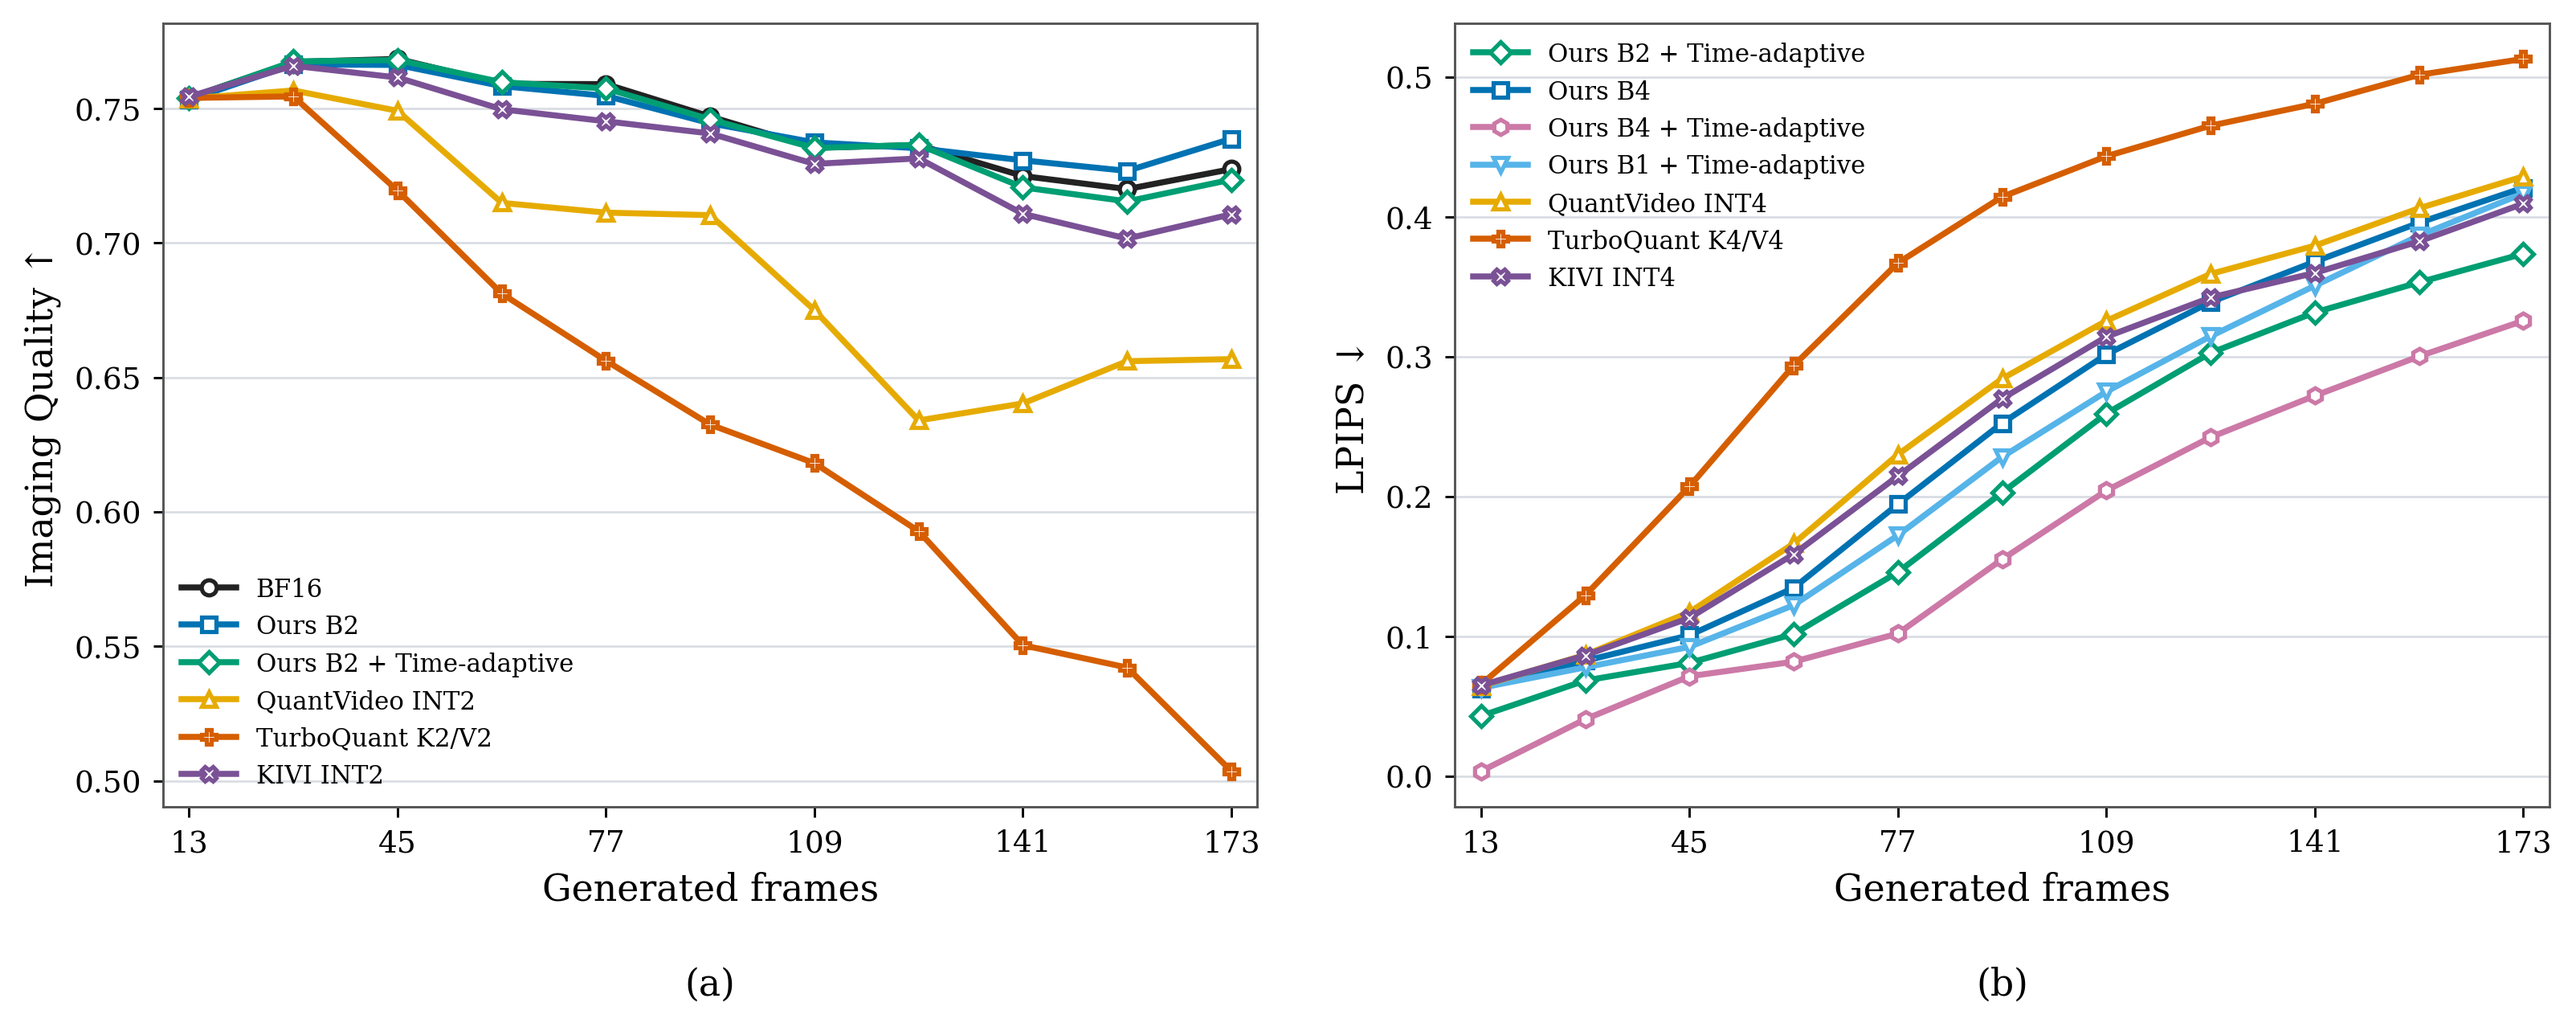 Imaging Quality ↑
0.75
0.70
0.65
0.60
0.55
0.50
BF16
Ours B2
Ours B2 + Time-adaptive
QuantVideo INT2
TurboQuant K2/V2
KIVI INT2
13 45 77 109 141 173
Generated frames
(a)
LPIPS ↓
0.5
0.4
0.3
0.2
0.1
0.0
Ours B2 + Time-adaptive
Ours B4
Ours B4 + Time-adaptive
Ours B1 + Time-adaptive
QuantVideo INT4
TurboQuant K4/V4
KIVI INT4
13 45 77 109 141 173
Generated frames
(b)